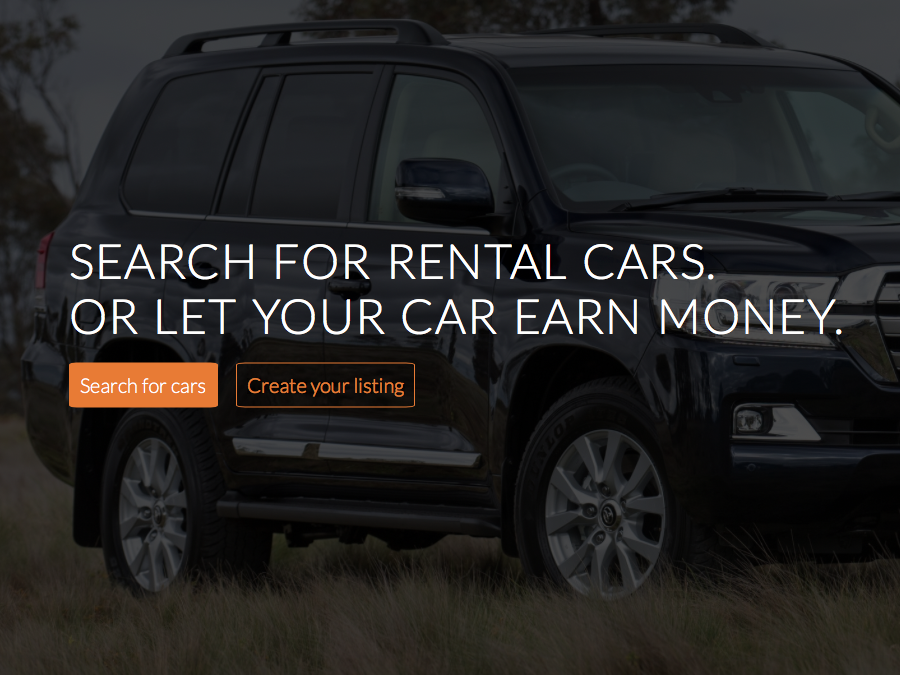 SEARCH FOR RENTAL CARS.
OR LET YOUR CAR EARN MONEY.
Search for cars
Create your listing